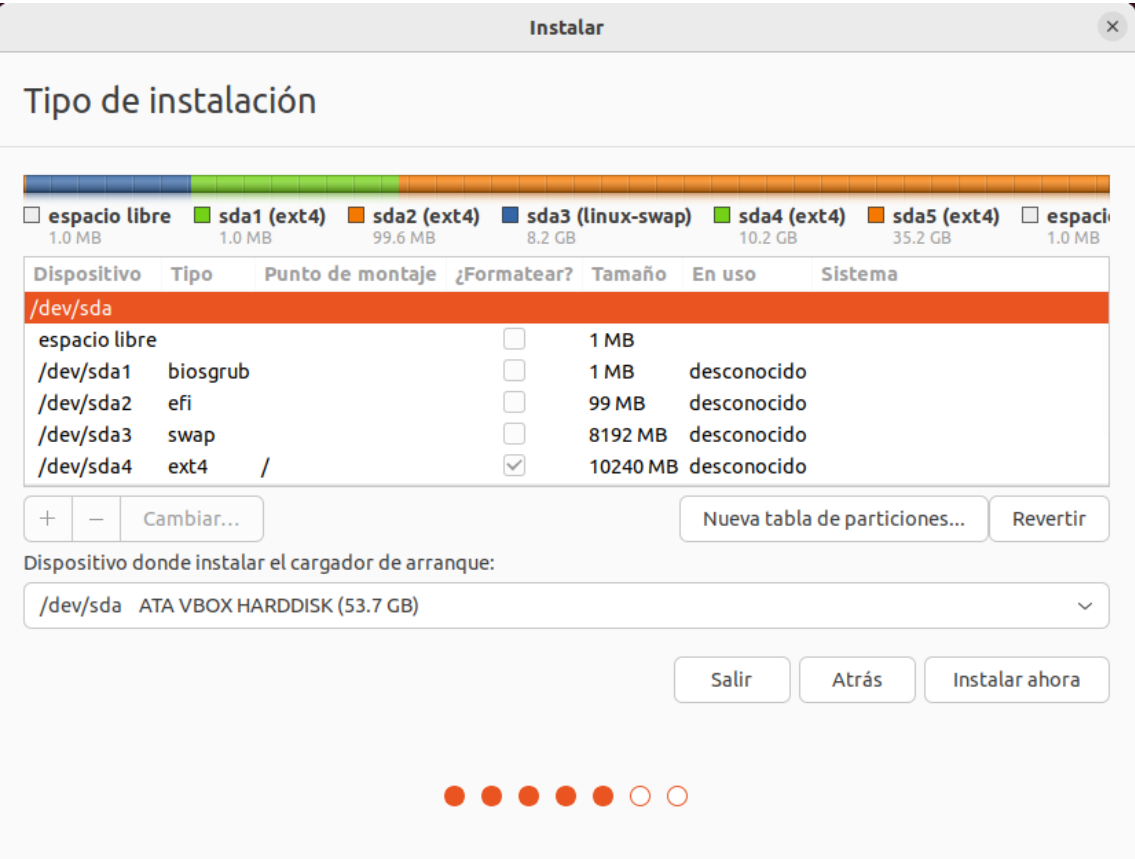 Instalar
Tipo de instalación
espacio libre sda1 (ext4) sda2 (ext4) sda3 (linux-swap) sda4 (ext4) sda5 (ext4) espaci
1.0 MB 1.0 MB 99.6 MB 8.2 GB 10.2 GB 35.2 GB 1.0 MB
Dispositivo Tipo Punto de montaje ¿Formatear? Tamaño En uso Sistema
/dev/sda
espacio libre 1 MB
/dev/sda1 biosgrub 1 MB desconocido
/dev/sda2 efi 99 MB desconocido
/dev/sda3 swap 8192 MB desconocido
/dev/sda4 ext4 / 10240 MB desconocido
+ − Cambiar... Nueva tabla de particiones... Revertir
Dispositivo donde instalar el cargador de arranque:
/dev/sda ATA VBOX HARDDISK (53.7 GB)
Salir Atrás Instalar ahora